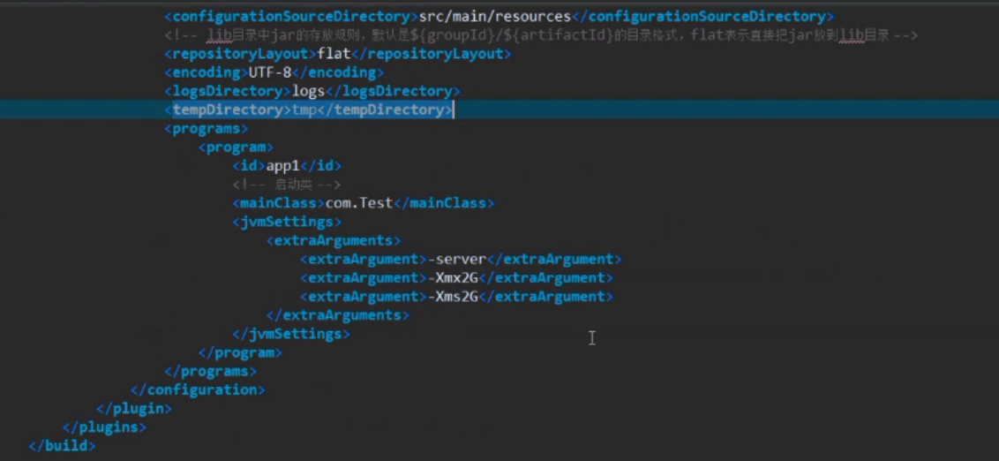 <configurationSourceDirectory>src/main/resources</configurationSourceDirectory>
<!-- lib目录中jar的存放规则，默认是${groupId}/${artifactId}的目录格式，flat表示直接把jar放到lib目录 -->
<repositoryLayout>flat</repositoryLayout>
<encoding>UTF-8</encoding>
<logsDirectory>logs</logsDirectory>
<tempDirectory>tmp</tempDirectory>
<programs>
<program>
<id>app1</id>
<!-- 启动类 -->
<mainClass>com.Test</mainClass>
<jvmSettings>
<extraArguments>
<extraArgument>-server</extraArgument>
<extraArgument>-Xmx2G</extraArgument>
<extraArgument>-Xms2G</extraArgument>
</extraArguments>
</jvmSettings>
</program>
</programs>
</configuration>
</plugin>
</plugins>
</build>